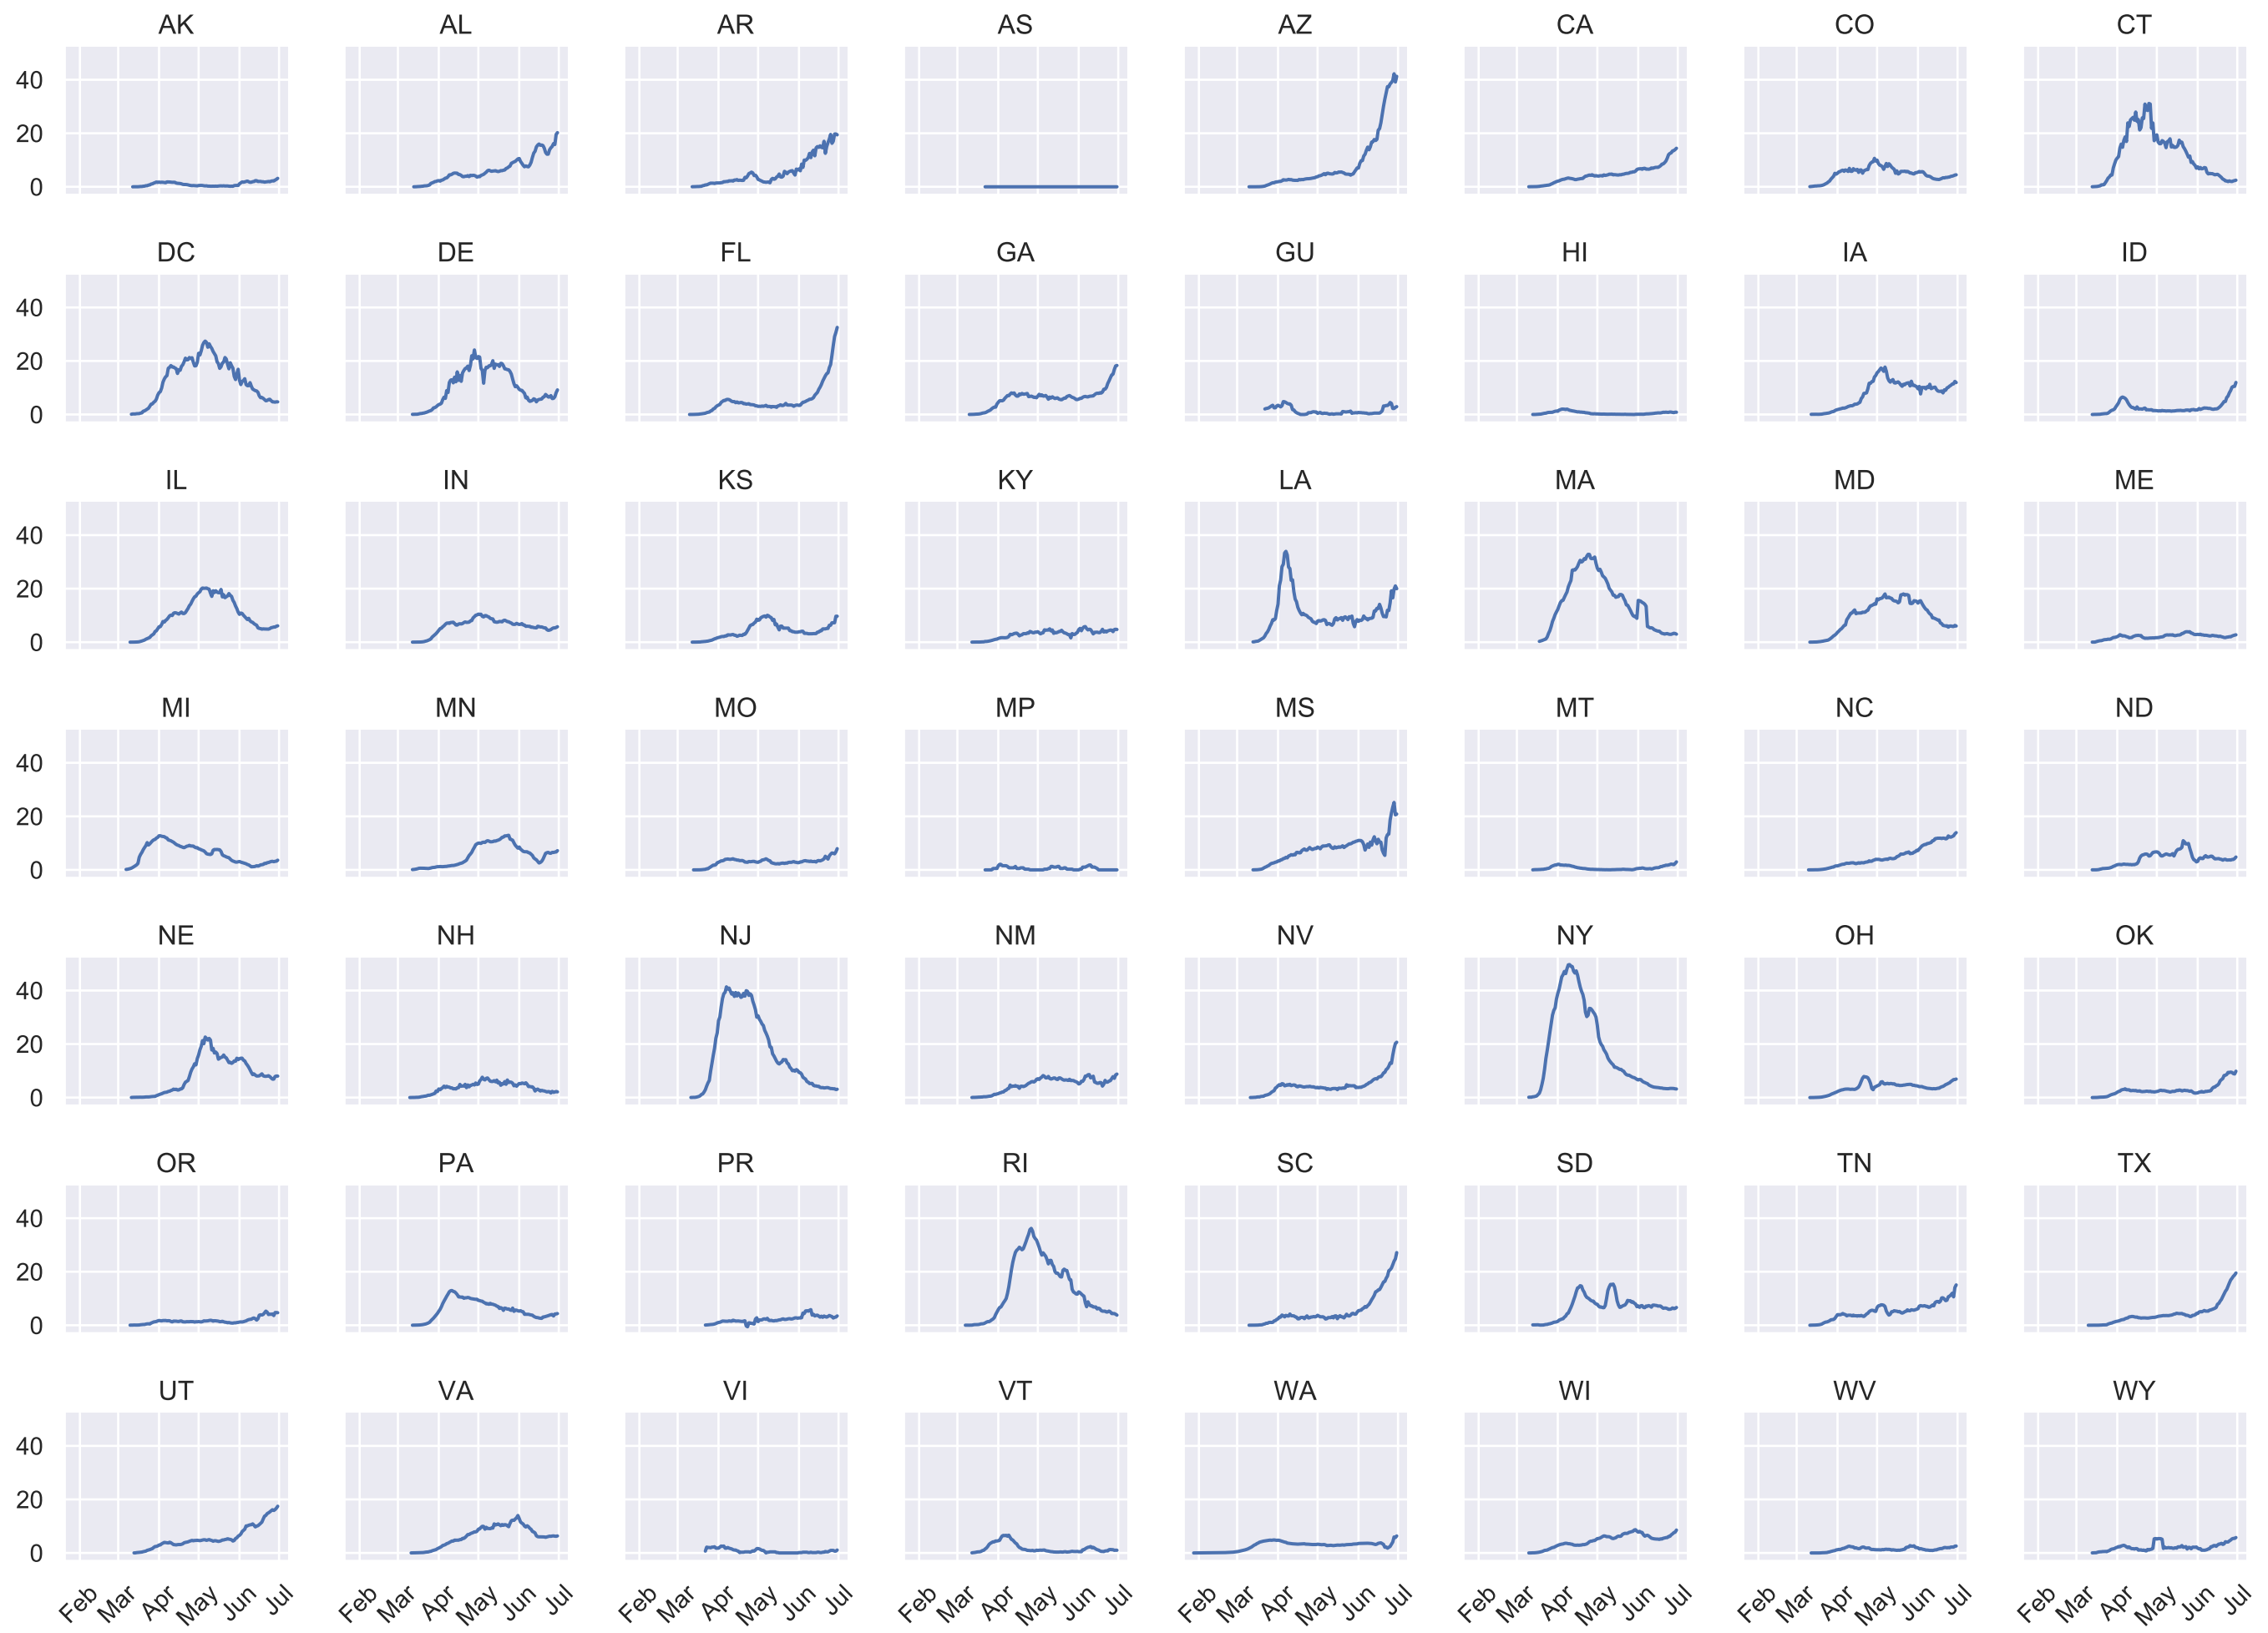 AK AL AR AS AZ CA CO CT
40
20
0
DC DE FL GA GU HI IA ID
40
20
0
IL IN KS KY LA MA MD ME
40
20
0
MI MN MO MP MS MT NC ND
40
20
0
NE NH NJ NM NV NY OH OK
40
20
0
OR PA PR RI SC SD TN TX
40
20
0
UT VA VI VT WA WI WV WY
40
20
0
Feb Mar Apr May Jun Jul Feb Mar Apr May Jun Jul Feb Mar Apr May Jun Jul Feb Mar Apr May Jun Jul Feb Mar Apr May Jun Jul Feb Mar Apr May Jun Jul Feb Mar Apr May Jun Jul Feb Mar Apr May Jun Jul